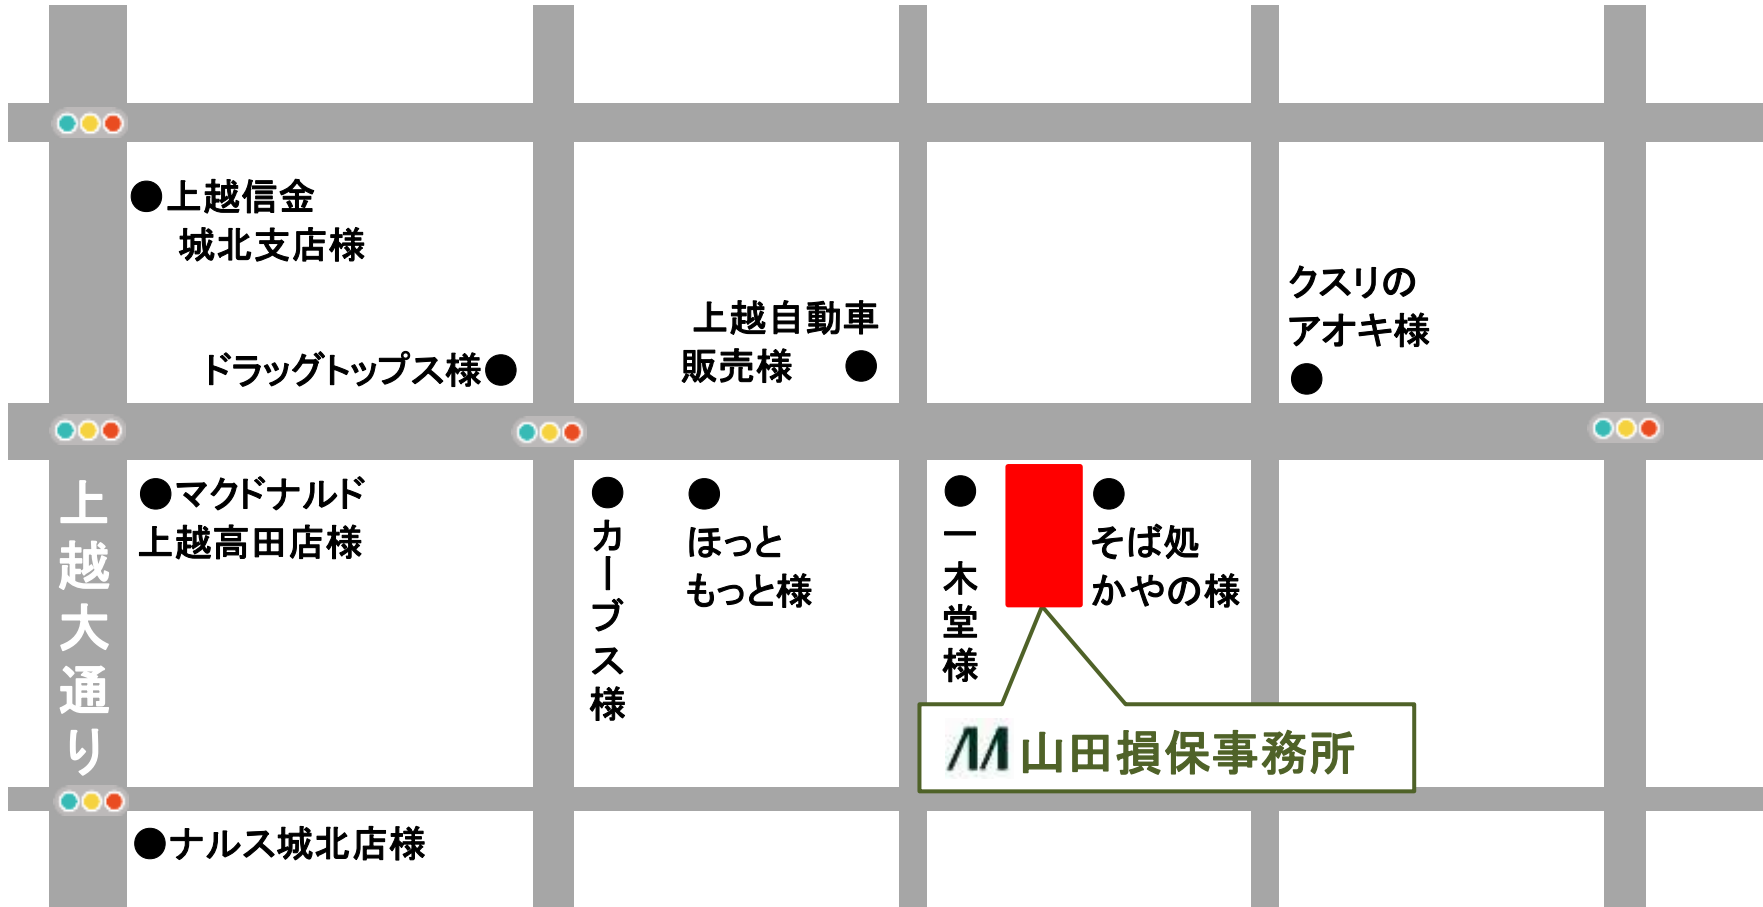 ●上越信金
城北支店様
クスリの
アオキ様
●
上越自動車
販売様 ●
ドラッグトップス様●
上越大通り
●マクドナルド
上越高田店様
●カーブス様
●
ほっと
もっと様
●一木堂様
●
そば処
かやの様
山田損保事務所
●ナルス城北店様